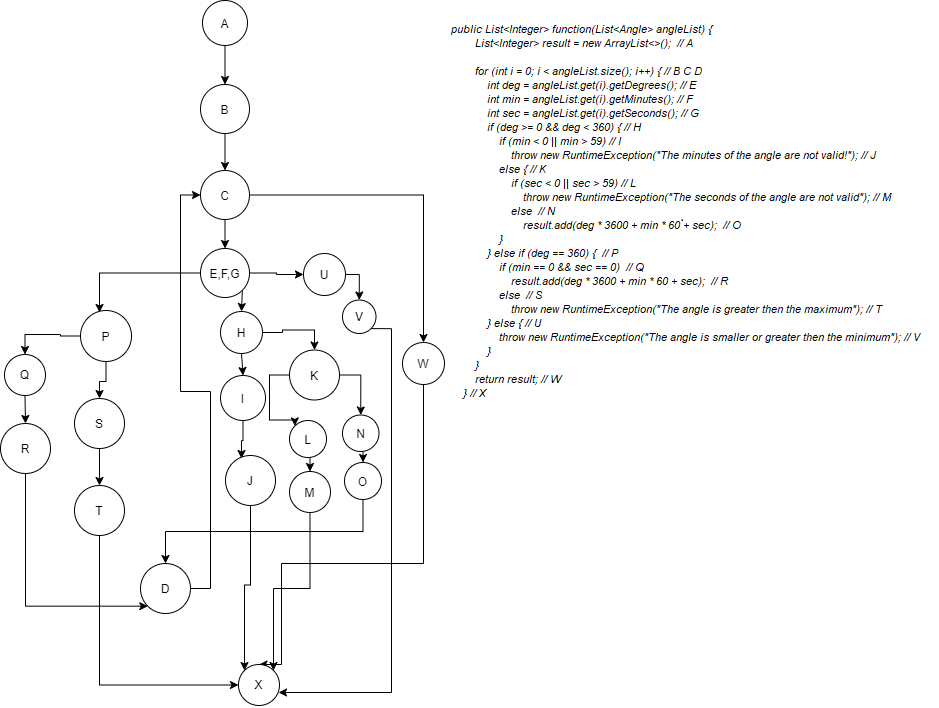 A
B
C
E,F,G
U
V
P
H
W
Q
K
I
S
L
N
R
J
M
O
T
D
X
public List<Integer> function(List<Angle> angleList) {
List<Integer> result = new ArrayList<>(); // A
for (int i = 0; i < angleList.size(); i++) { // B C D
int deg = angleList.get(i).getDegrees(); // E
int min = angleList.get(i).getMinutes(); // F
int sec = angleList.get(i).getSeconds(); // G
if (deg >= 0 && deg < 360) { // H
if (min < 0 || min > 59) // I
throw new RuntimeException("The minutes of the angle are not valid!"); // J
else { // K
if (sec < 0 || sec > 59) // L
throw new RuntimeException("The seconds of the angle are not valid"); // M
else // N
result.add(deg * 3600 + min * 60 + sec); // O
}
} else if (deg == 360) { // P
if (min == 0 && sec == 0) // Q
result.add(deg * 3600 + min * 60 + sec); // R
else // S
throw new RuntimeException("The angle is greater then the maximum"); // T
} else { // U
throw new RuntimeException("The angle is smaller or greater then the minimum"); // V
}
}
return result; // W
} // X